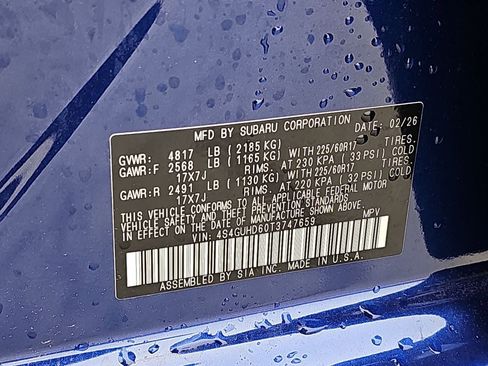 MFD BY SUBARU CORPORATION DATE: 02/26
GVWR: 4817 LB (2185 KG)
GAWR:F 2568 LB (1165 KG) WITH 225/60R17 TIRES.
17X7J RIMS. AT 230 KPA (33 PSI) COLD
GAWR:R 2491 LB (1130 KG) WITH 225/60R17 TIRES.
17X7J RIMS. AT 220 KPA (32 PSI) COLD
THIS VEHICLE CONFORMS TO ALL APPLICABLE FEDERAL MOTOR
VEHICLE SAFETY STANDARDS IN EFFECT ON THE DATE OF
MANUFACTURE SHOWN ABOVE.
VIN: 4S4GUHD60T3747659 MPV
ASSEMBLED BY SIA INC. MADE IN U.S.A.